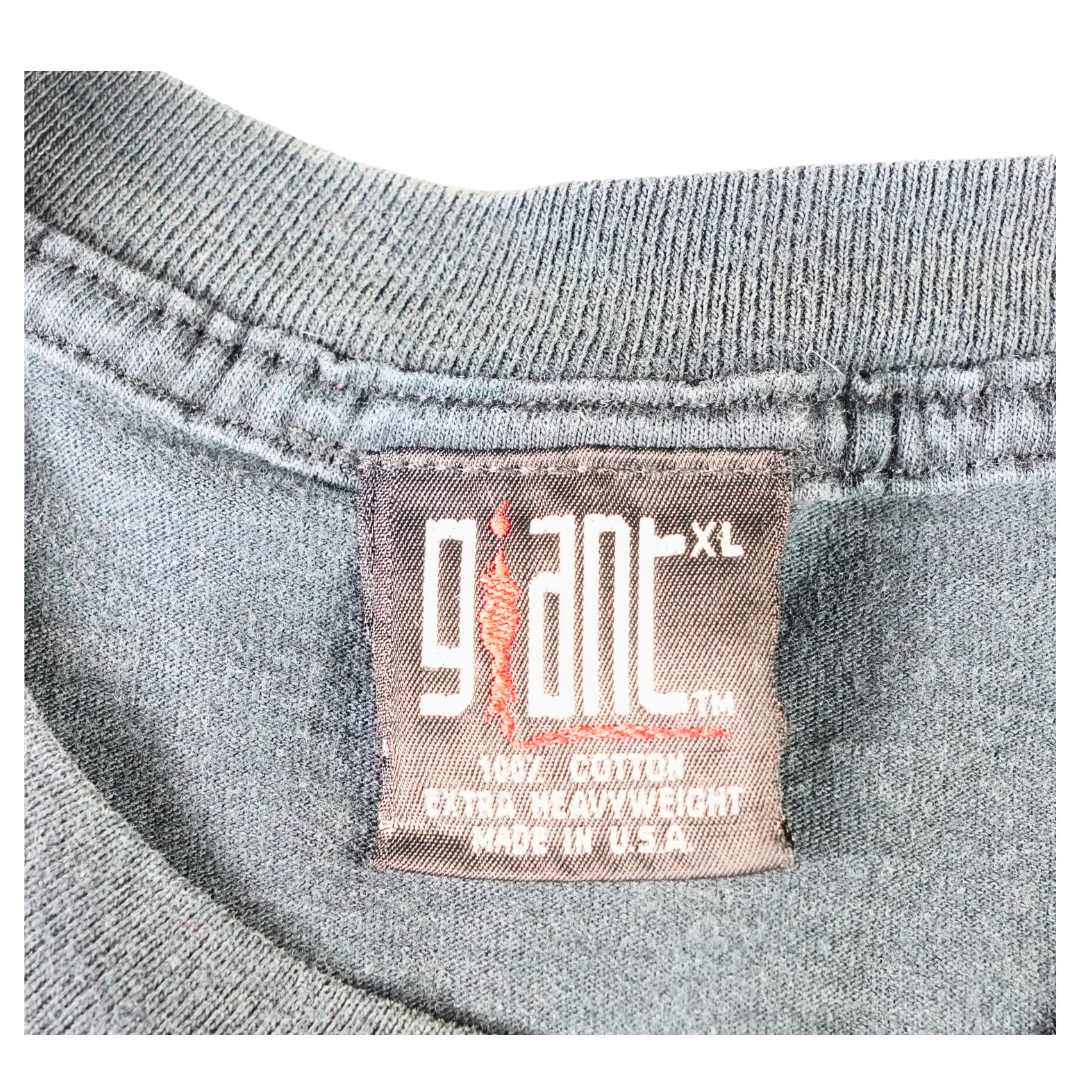 giant XL
TM
100% COTTON
EXTRA HEAVYWEIGHT
MADE IN U.S.A.